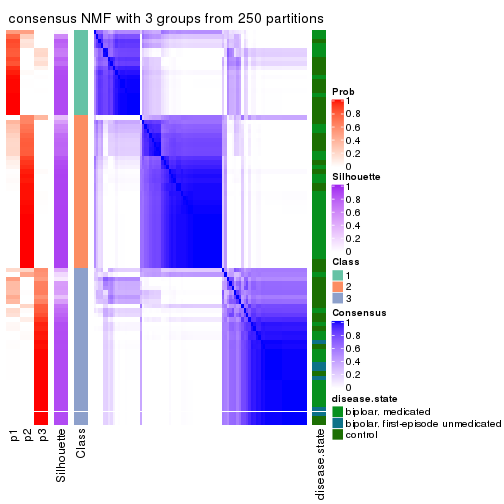 consensus NMF with 3 groups from 250 partitions
Prob
1
0.8
0.6
0.4
0.2
0
Silhouette
1
0.8
0.6
0.4
0.2
0
Class
1
2
3
Consensus
1
0.8
0.6
0.4
0.2
0
disease.state
biploar. medicated
bipolar. first-episode unmedicated
control
p1
p2
p3
Silhouette
Class
disease.state